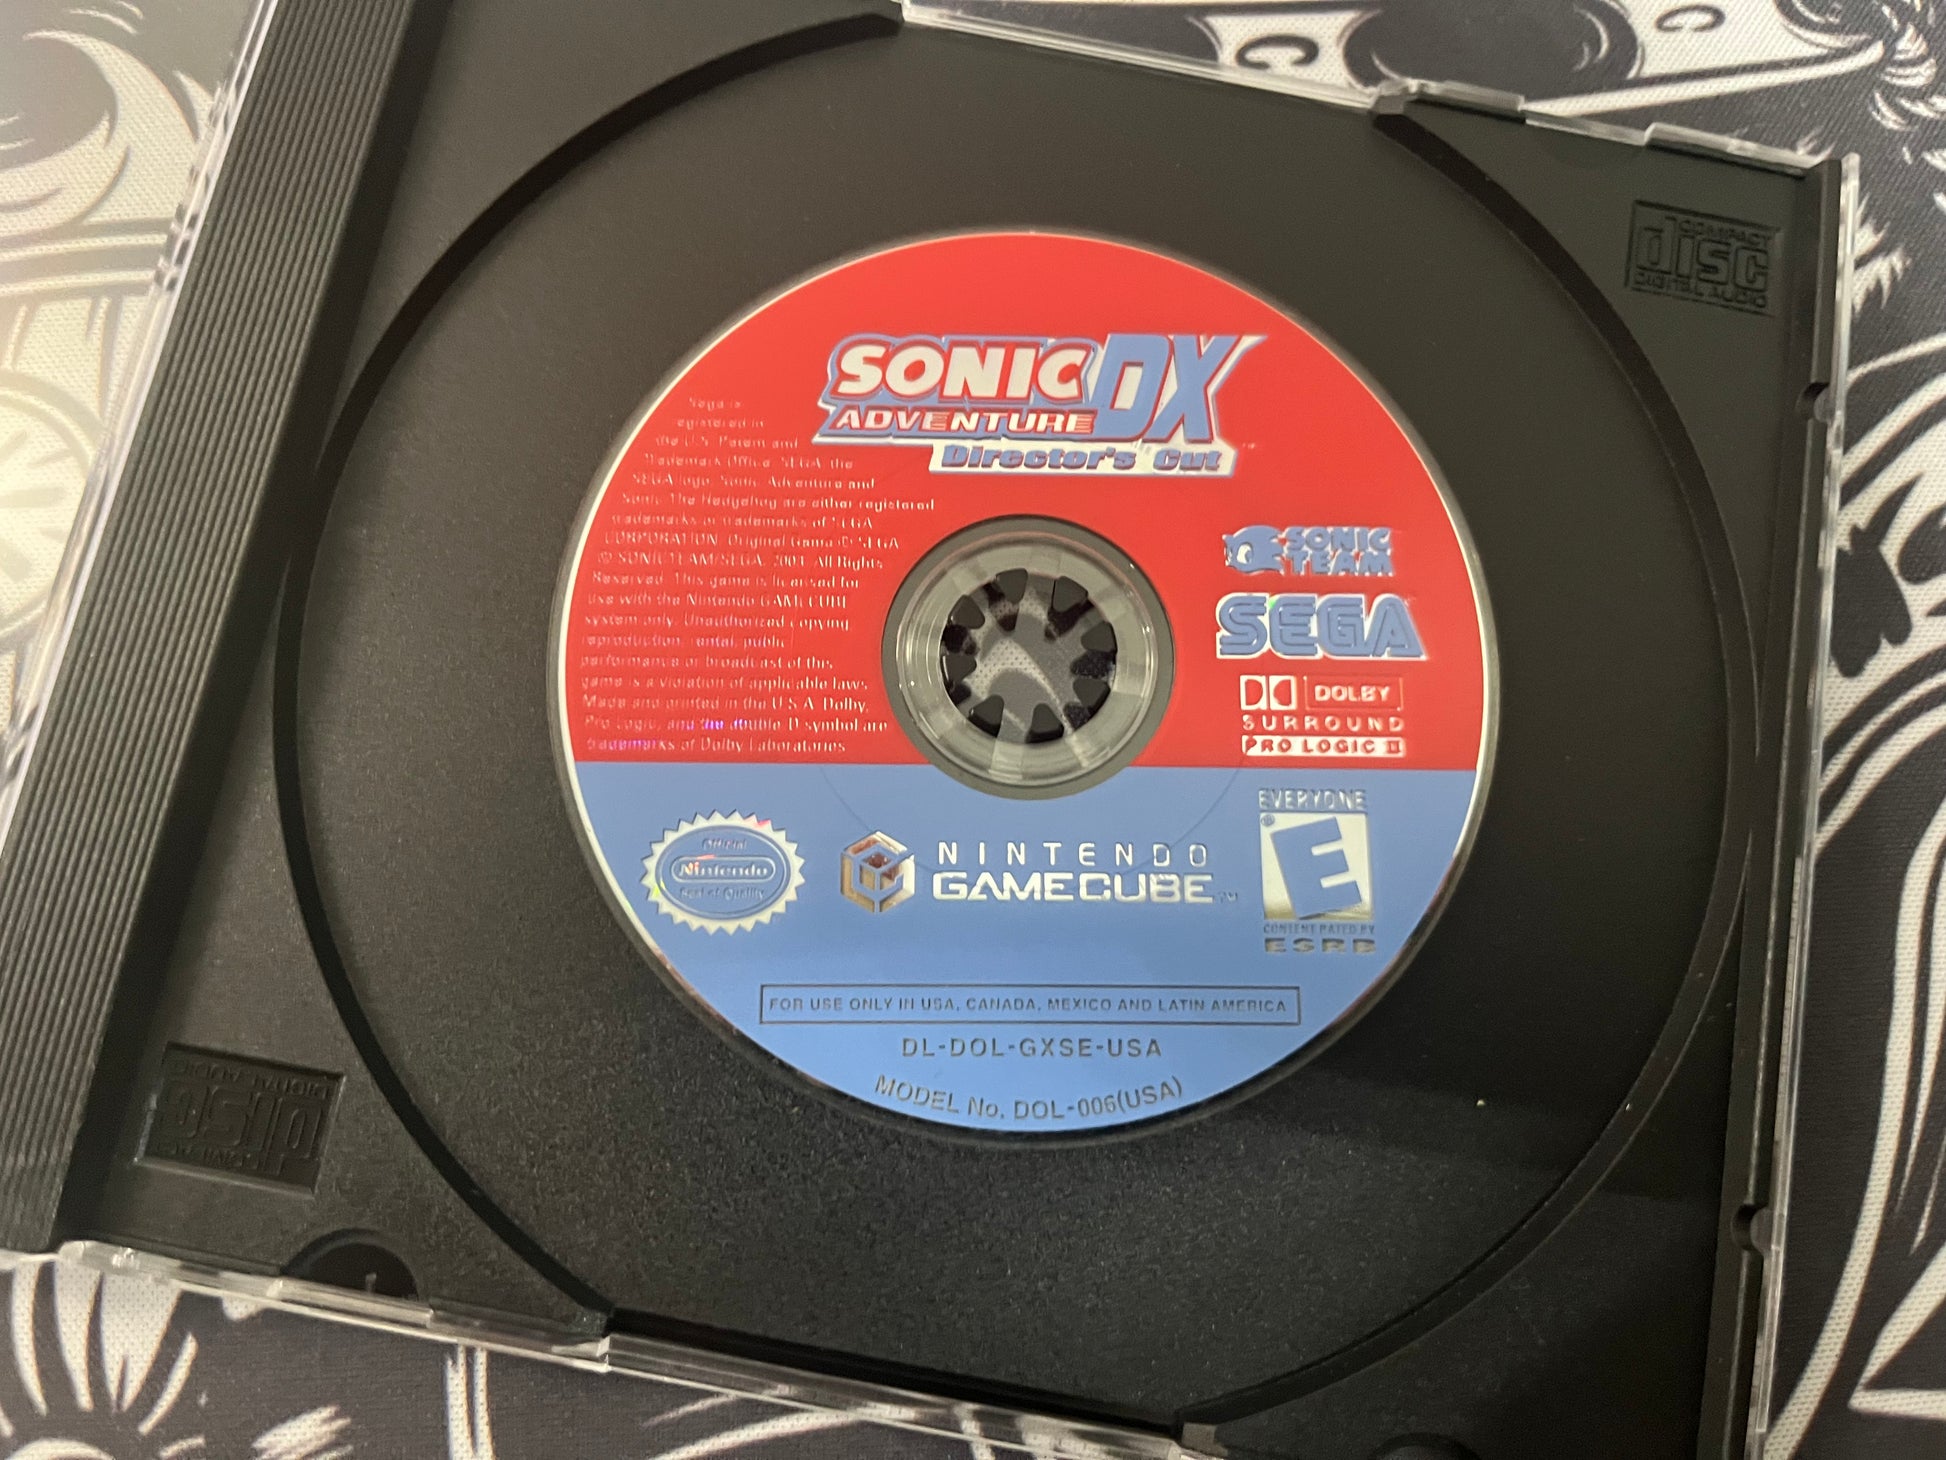 C
C
C
COMPACT
disc
DIGITAL AUDIO
SONIC
ADVENTURE DX
Director's Cut
Sega is
registered in
the U.S. Patent and
Trademark Office. SEGA, the
SEGA logo, Sonic Adventure and
Sonic The Hedgehog are either registered
trademarks or trademarks of SEGA
CORPORATION. Original Game © SEGA
© SONICTEAM/SEGA, 2003. All Rights
Reserved. This game is licensed for
use with the Nintendo GAMECUBE
system only. Unauthorized copying,
reproduction, rental, public
performance or broadcast of this
game is a violation of applicable laws.
Made and printed in the U.S.A. Dolby,
Pro Logic, and the double-D symbol are
trademarks of Dolby Laboratories.
SONIC
TEAM
SEGA
DOLBY
SURROUND
PRO LOGIC II
Official
Nintendo
Seal of Quality
NINTENDO
GAMECUBE™
EVERYONE
E
CONTENT RATED BY
ESRB
FOR USE ONLY IN USA, CANADA, MEXICO AND LATIN AMERICA
DL-DOL-GXSE-USA
MODEL No. DOL-006(USA)
COMPACT
disc
DIGITAL AUDIO